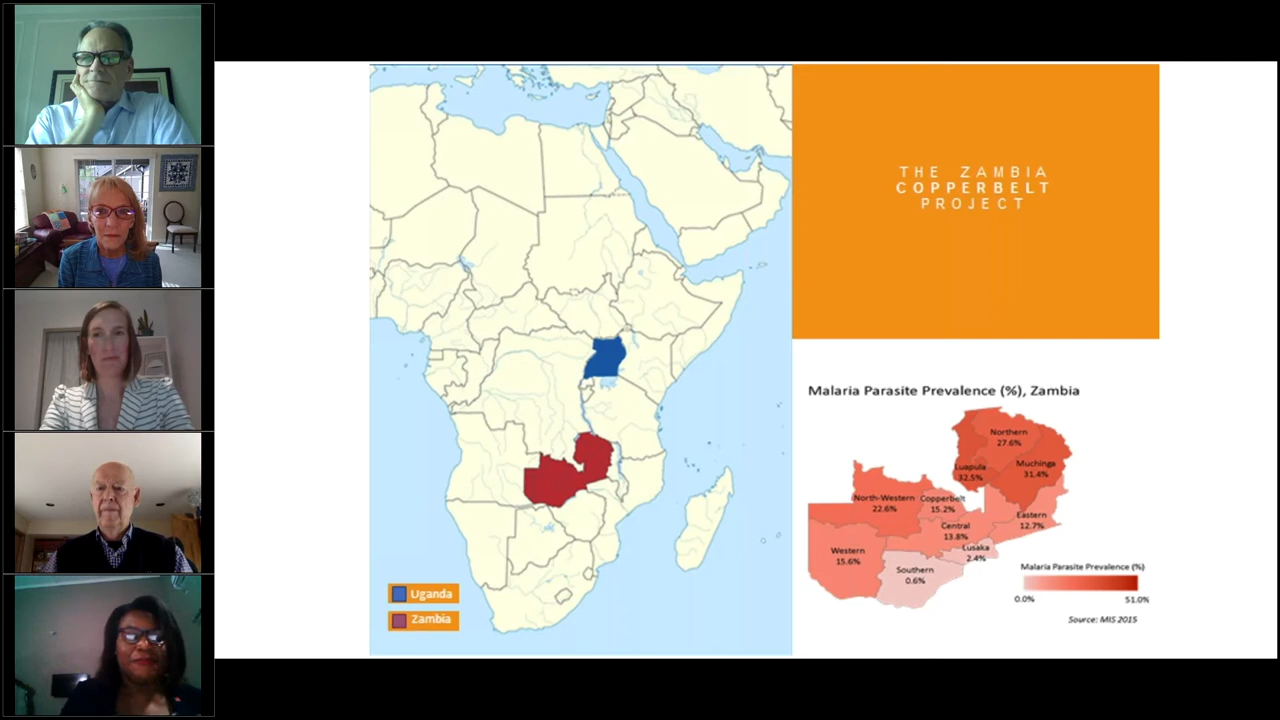 THE ZAMBIA
COPPERBELT
PROJECT
Uganda
Zambia
Malaria Parasite Prevalence (%), Zambia
Northern
27.6%
Luapula
32.5%
Muchinga
31.4%
North-Western
22.6%
Copperbelt
15.2%
Eastern
12.7%
Central
13.8%
Lusaka
2.4%
Western
15.6%
Southern
0.6%
Malaria Parasite Prevalence (%)
0.0%
51.0%
Source: MIS 2015